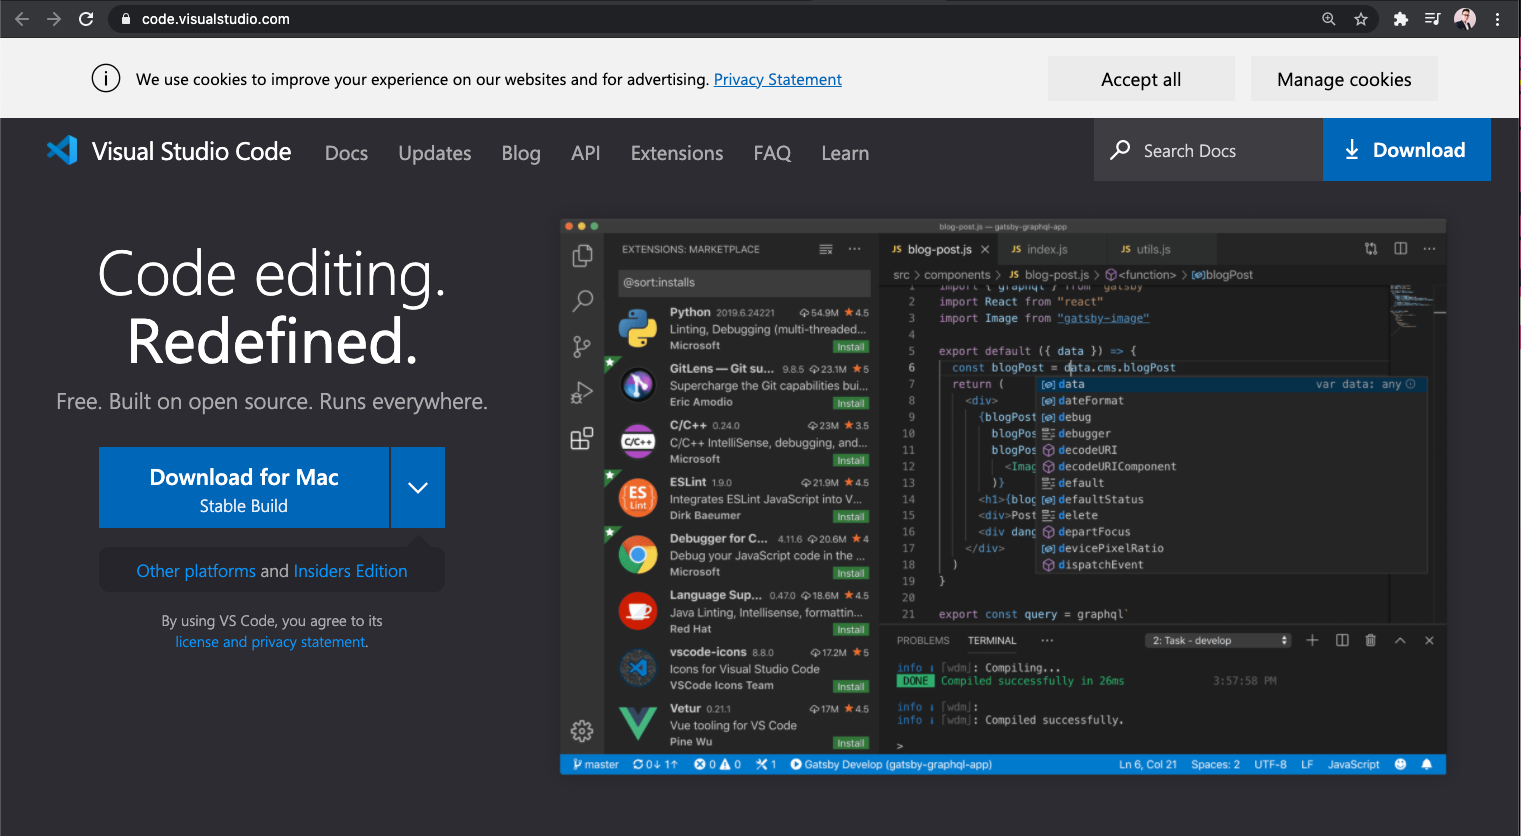 code.visualstudio.com
We use cookies to improve your experience on our websites and for advertising. Privacy Statement
Accept all
Manage cookies
Visual Studio Code
Docs
Updates
Blog
API
Extensions
FAQ
Learn
Search Docs
Download
Code editing.
Redefined.
Free. Built on open source. Runs everywhere.
Download for Mac
Stable Build
Other platforms and Insiders Edition
By using VS Code, you agree to its
license and privacy statement.
blog-post.js — gatsby-graphql-app
EXTENSIONS: MARKETPLACE
@sort:installs
Python 2019.6.24221 54.9M ★ 4.5
Linting, Debugging (multi-threaded...
Microsoft Install
GitLens — Git su... 9.8.5 23.1M ★ 5
Supercharge the Git capabilities bui...
Eric Amodio Install
C/C++
C/C++ 0.24.0 23M ★ 3.5
C/C++ IntelliSense, debugging, and...
Microsoft Install
ES
Lint
ESLint 1.9.0 21.9M ★ 4.5
Integrates ESLint JavaScript into V...
Dirk Baeumer Install
Debugger for C... 4.11.6 20.6M ★ 4
Debug your JavaScript code in the ...
Microsoft Install
Language Sup... 0.47.0 18.6M ★ 4.5
Java Linting, Intellisense, formattin...
Red Hat Install
vscode-icons 8.8.0 17.2M ★ 5
Icons for Visual Studio Code
VSCode Icons Team Install
Vetur 0.21.1 17M ★ 4.5
Vue tooling for VS Code
Pine Wu Install
JS blog-post.js
JS index.js
JS utils.js
src > components > JS blog-post.js > <function> > blogPost
1 import { graphql } from "gatsby
2 import React from "react"
3 import Image from "gatsby-image"
4
5 export default ({ data }) => {
6 const blogPost = data.cms.blogPost
7 return (
8 <div>
9 {blogPost
10 blogPos
11 blogPos
12 <Imag
13 )}
14 <h1>{blog
15 <div>Post
16 <div dang
17 </div>
18 )
19 }
20
21 export const query = graphql`
data var data: any
dateFormat
debug
debugger
decodeURI
decodeURIComponent
default
defaultStatus
delete
departFocus
devicePixelRatio
dispatchEvent
PROBLEMS
TERMINAL
2: Task - develop
info ⅰ [wdm]: Compiling...
DONE Compiled successfully in 26ms 3:57:58 PM
info ⅰ [wdm]:
info ⅰ [wdm]: Compiled successfully.
>
master 0↓ 1↑ 0 0 1 Gatsby Develop (gatsby-graphql-app)
Ln 6, Col 21 Spaces: 2 UTF-8 LF JavaScript